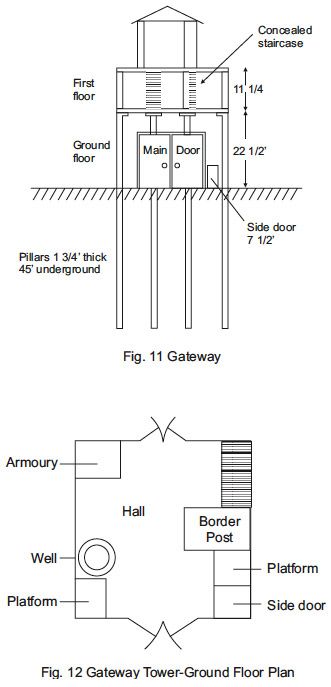 Concealed
staircase
First
floor
11 1/4
Ground
floor
Main Door
22 1/2'
Side door
7 1/2'
Pillars 1 3/4' thick
45' underground
Fig. 11 Gateway
Armoury
Hall
Border
Post
Well
Platform
Platform
Side door
Fig. 12 Gateway Tower-Ground Floor Plan